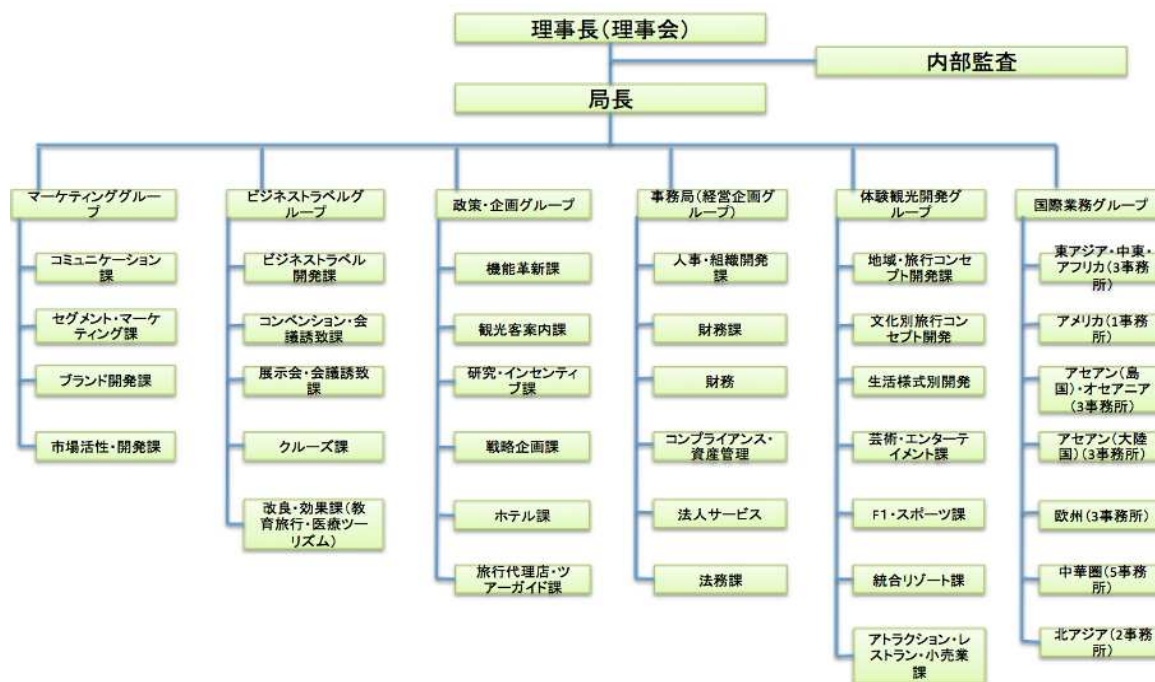 理事長(理事会)
内部監査
局長
マーケティンググルー
プ
コミュニケーション
課
セグメント・マーケ
ティング課
ブランド開発課
市場活性・開発課
ビジネストラベルグ
ループ
ビジネストラベル
開発課
コンベンション・会
議誘致課
展示会・会議誘致
課
クルーズ課
改良・効果課(教
育旅行・医療ツー
リズム)
政策・企画グループ
機能革新課
観光客案内課
研究・インセンティ
ブ課
戦略企画課
ホテル課
旅行代理店・ツ
アーガイド課
事務局(経営企画グ
ループ)
人事・組織開発
課
財務課
財務
コンプライアンス・
資産管理
法人サービス
法務課
体験観光開発グ
ループ
地域・旅行コンセ
プト開発課
文化別旅行コン
セプト開発
生活様式別開発
芸術・エンターテ
イメント課
F1・スポーツ課
統合リゾート課
アトラクション・レ
ストラン・小売業
課
国際業務グループ
東アジア・中東・
アフリカ(3事務
所)
アメリカ(1事務
所)
アセアン(島
国)・オセアニア
(3事務所)
アセアン(大陸
国)(3事務所)
欧州(3事務所)
中華圏(5事務
所)
北アジア(2事務
所)